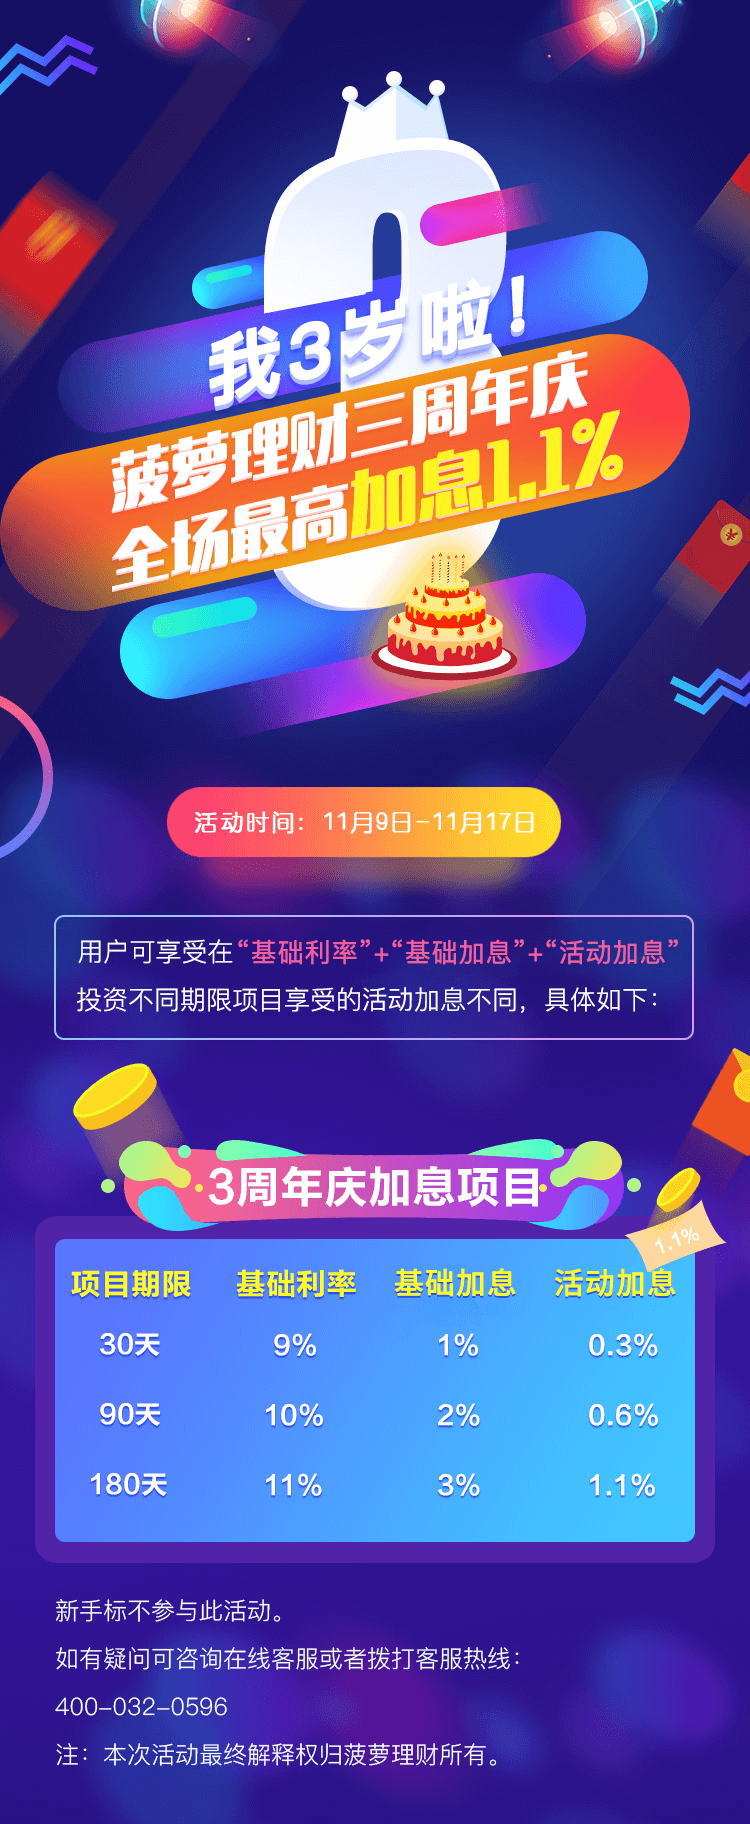 我3岁啦!
菠萝理财三周年庆
全场最高加息1.1%
活动时间：11月9日-11月17日
用户可享受在“基础利率”+“基础加息”+“活动加息”
投资不同期限项目享受的活动加息不同，具体如下：
3周年庆加息项目
1.1%
项目期限 基础利率 基础加息 活动加息
30天 9% 1% 0.3%
90天 10% 2% 0.6%
180天 11% 3% 1.1%
新手标不参与此活动。
如有疑问可咨询在线客服或者拨打客服热线：
400-032-0596
注：本次活动最终解释权归菠萝理财所有。